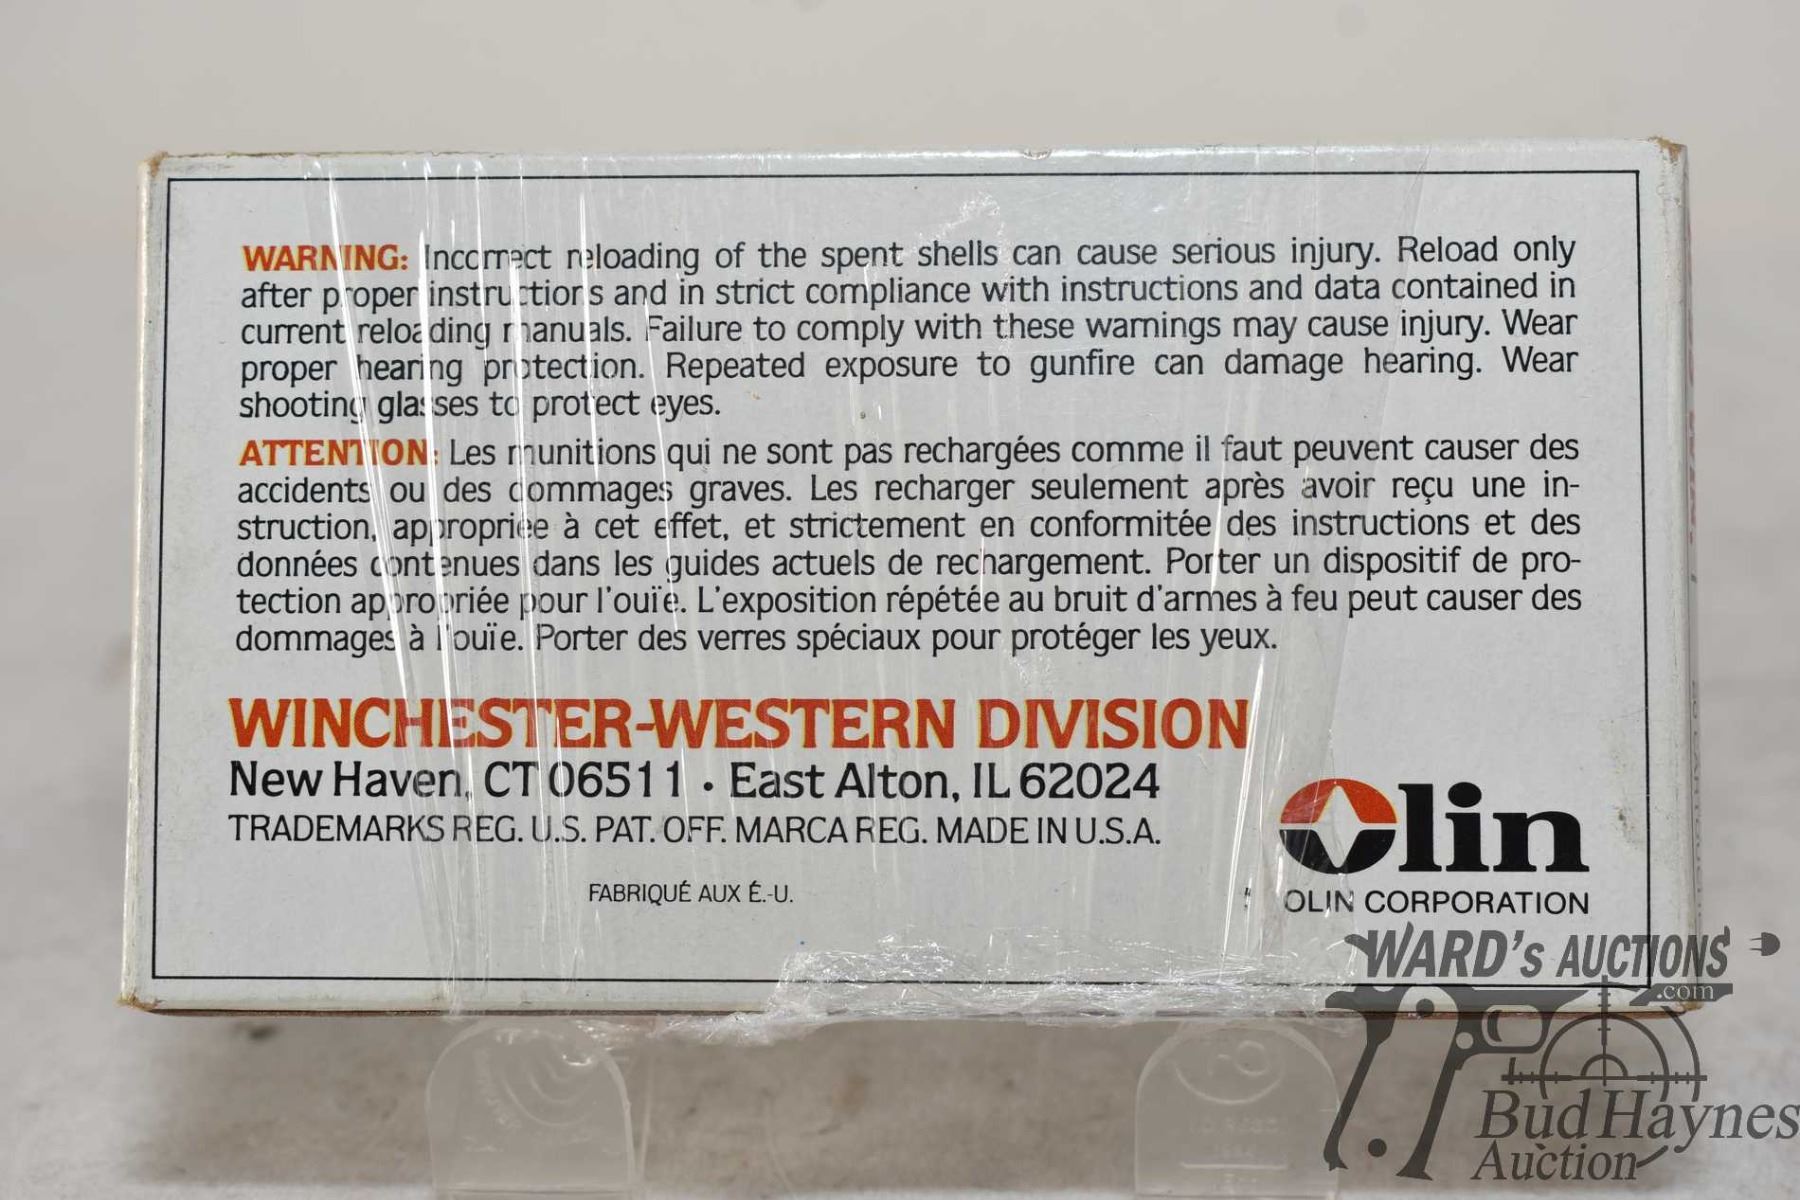 WARNING: Incorrect reloading of the spent shells can cause serious injury. Reload only
after proper instructions and in strict compliance with instructions and data contained in
current reloading manuals. Failure to comply with these warnings may cause injury. Wear
proper hearing protection. Repeated exposure to gunfire can damage hearing. Wear
shooting glasses to protect eyes.
ATTENTION: Les munitions qui ne sont pas rechargées comme il faut peuvent causer des
accidents ou des dommages graves. Les recharger seulement après avoir reçu une in-
struction, appropriée à cet effet, et strictement en conformitée des instructions et des
données contenues dans les guides actuels de rechargement. Porter un dispositif de pro-
tection appropriée pour l'ouïe. L'exposition répétée au bruit d'armes à feu peut causer des
dommages à l'ouïe. Porter des verres spéciaux pour protéger les yeux.
WINCHESTER-WESTERN DIVISION
New Haven, CT 06511 • East Alton, IL 62024
TRADEMARKS REG. U.S. PAT. OFF. MARCA REG. MADE IN U.S.A.
FABRIQUÉ AUX É.-U.
Olin
OLIN CORPORATION
WARD's AUCTIONS
.com
Bud Haynes
Auction